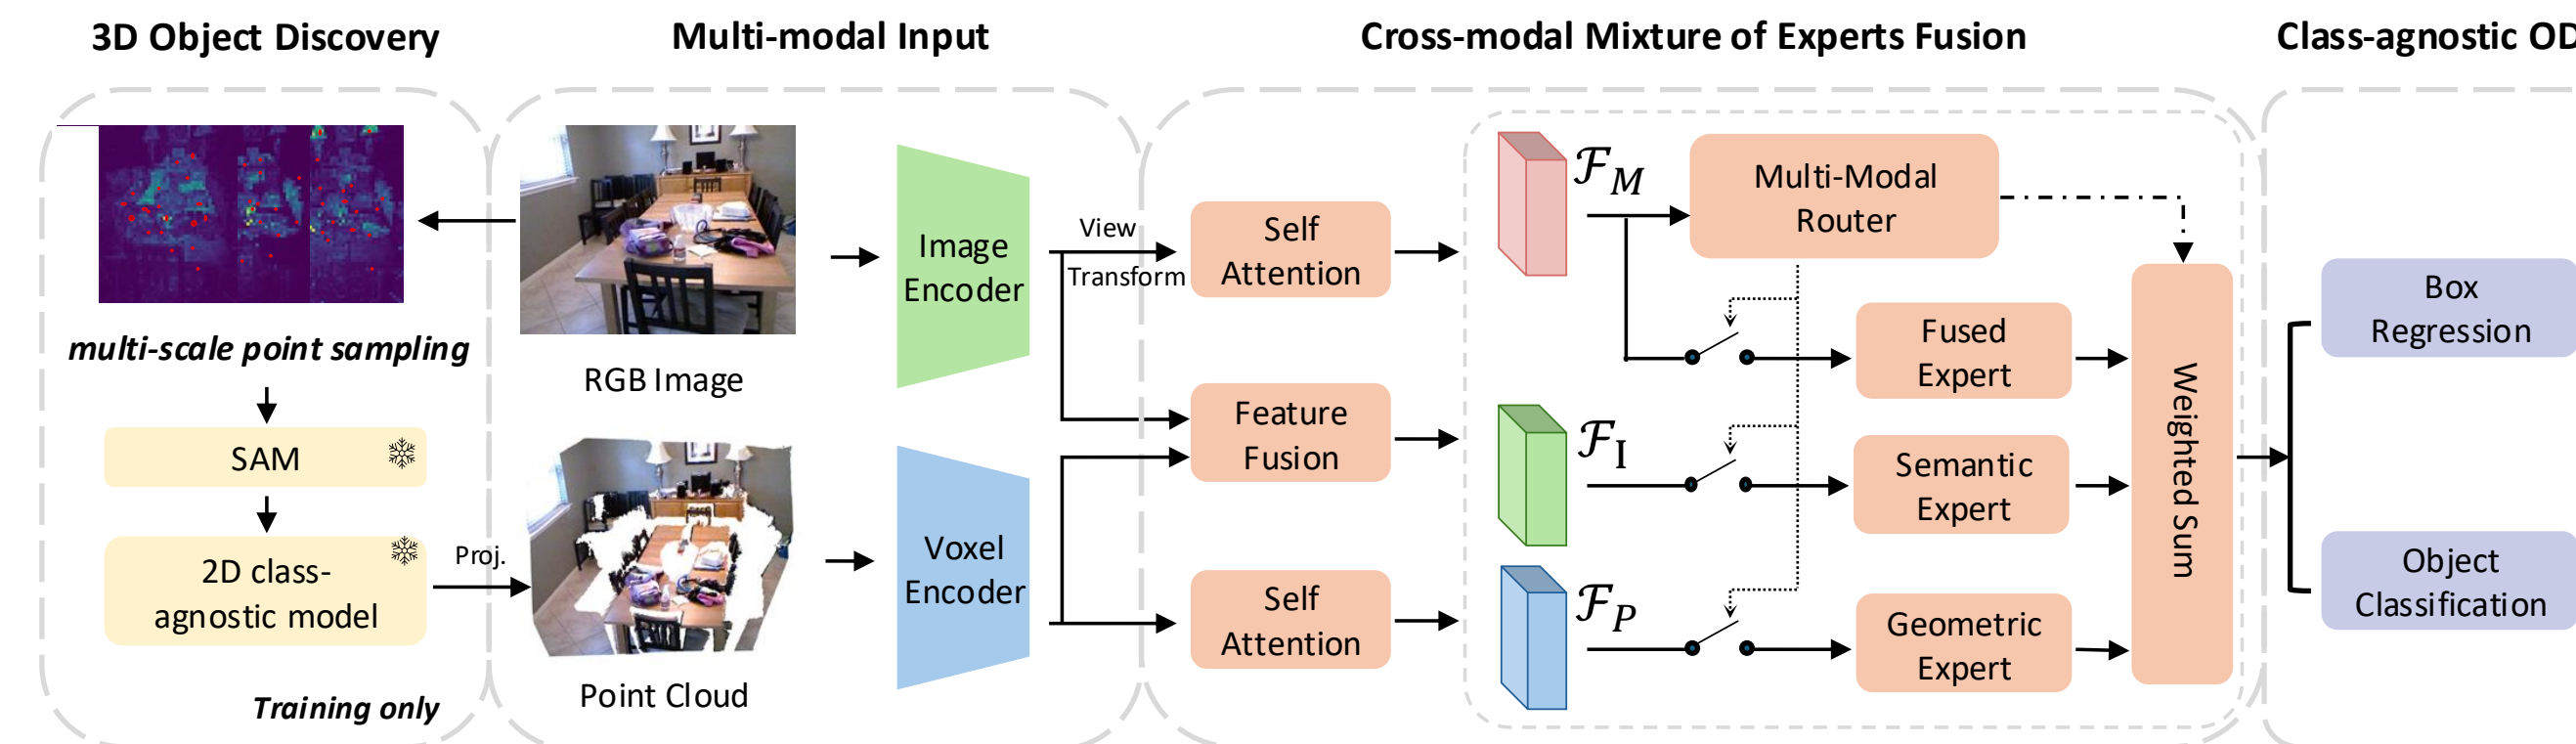 3D Object Discovery
Multi-modal Input
Cross-modal Mixture of Experts Fusion
Class-agnostic OD
multi-scale point sampling
SAM
2D class-
agnostic model
Training only
Proj.
RGB Image
Point Cloud
Image
Encoder
Voxel
Encoder
View
Transform
Self
Attention
Feature
Fusion
Self
Attention
ℱM
ℱI
ℱP
Multi-Modal
Router
Fused
Expert
Semantic
Expert
Geometric
Expert
Weighted Sum
Box
Regression
Object
Classification